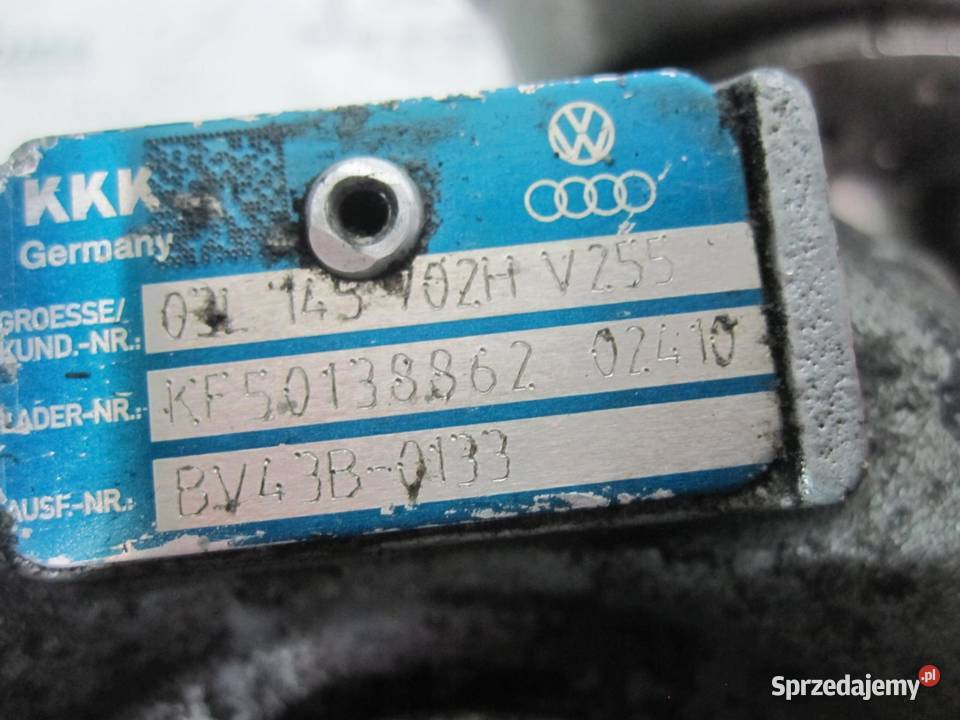 KKK
Germany
GROESSE/
KUND.-NR.: 03L 145 702H V255
LADER-NR.: KF50138862 02410
AUSF.-NR.: BV43B-0133
Sprzedajemy.pl